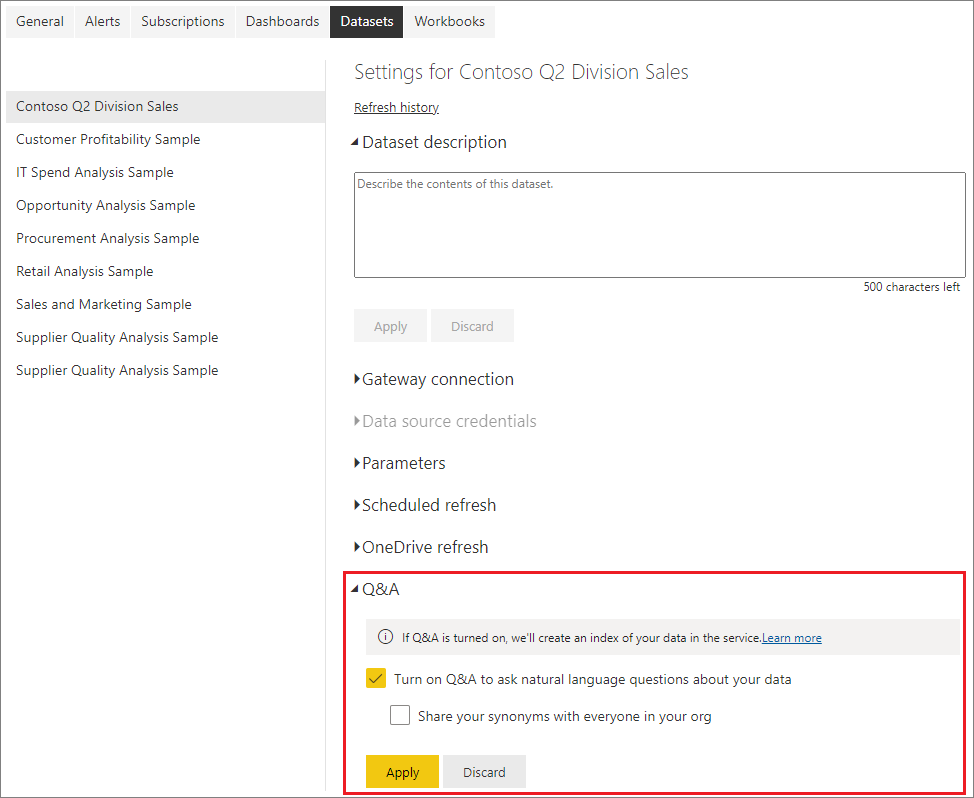 General Alerts Subscriptions Dashboards Datasets Workbooks
Contoso Q2 Division Sales
Customer Profitability Sample
IT Spend Analysis Sample
Opportunity Analysis Sample
Procurement Analysis Sample
Retail Analysis Sample
Sales and Marketing Sample
Supplier Quality Analysis Sample
Supplier Quality Analysis Sample
Settings for Contoso Q2 Division Sales
Refresh history
Dataset description
Describe the contents of this dataset.
500 characters left
Apply Discard
Gateway connection
Data source credentials
Parameters
Scheduled refresh
OneDrive refresh
Q&A
If Q&A is turned on, we'll create an index of your data in the service.Learn more
Turn on Q&A to ask natural language questions about your data
Share your synonyms with everyone in your org
Apply Discard